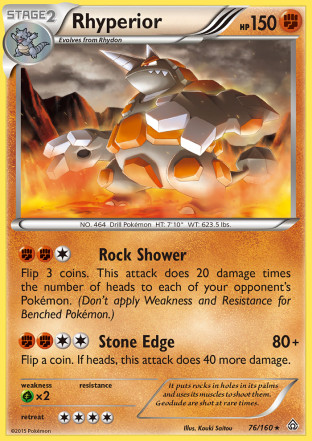 STAGE2 Rhyperior HP150
Evolves from Rhydon
NO. 464 Drill Pokémon HT: 7'10" WT: 623.5 lbs.
Rock Shower
Flip 3 coins. This attack does 20 damage times
the number of heads to each of your opponent's
Pokémon. (Don't apply Weakness and Resistance for
Benched Pokémon.)
Stone Edge 80+
Flip a coin. If heads, this attack does 40 more damage.
weakness resistance
×2
retreat
It puts rocks in holes in its palms
and uses its muscles to shoot them.
Geodude are shot at rare times.
Illus. Kouki Saitou 76/160 ★
©2015 Pokémon